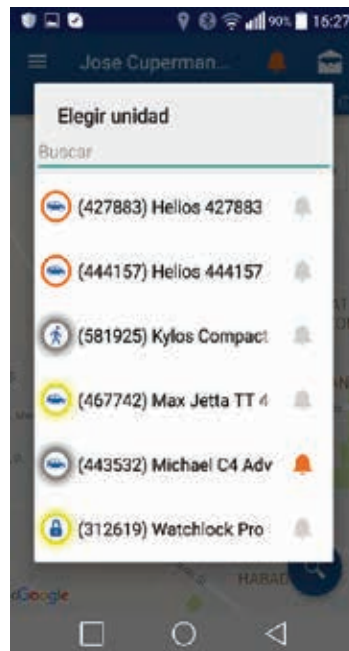 90% 16:27
Jose Cuperman...
Elegir unidad
Buscar
(427883) Helios 427883
(444157) Helios 444157
(581925) Kylos Compact
(467742) Max Jetta TT 4
(443532) Michael C4 Adv
(312619) Watchlock Pro
HABAD
Google